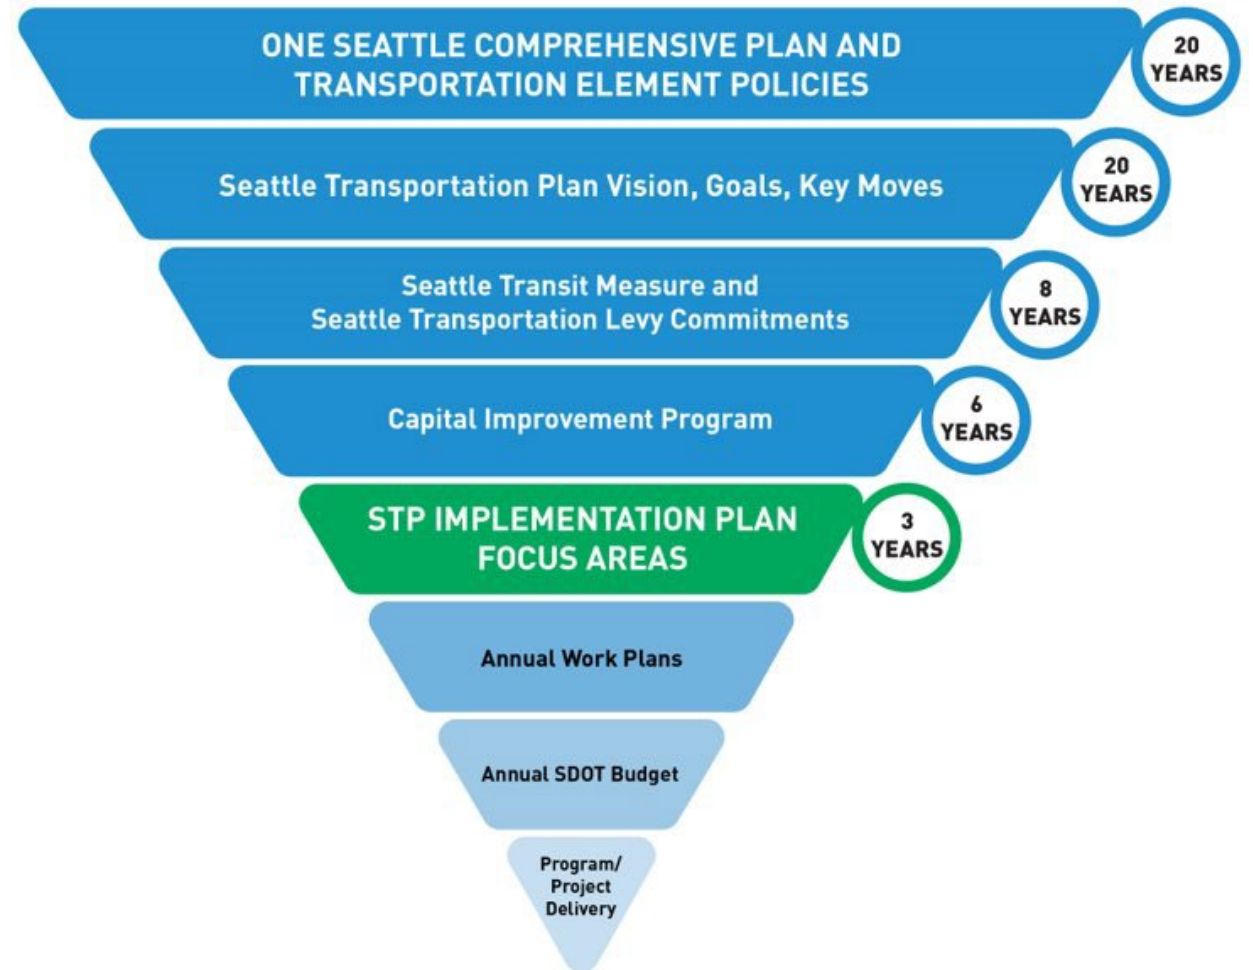 ONE SEATTLE COMPREHENSIVE PLAN AND
TRANSPORTATION ELEMENT POLICIES
20
YEARS
Seattle Transportation Plan Vision, Goals, Key Moves
20
YEARS
Seattle Transit Measure and
Seattle Transportation Levy Commitments
8
YEARS
Capital Improvement Program
6
YEARS
STP IMPLEMENTATION PLAN
FOCUS AREAS
3
YEARS
Annual Work Plans
Annual SDOT Budget
Program/
Project
Delivery